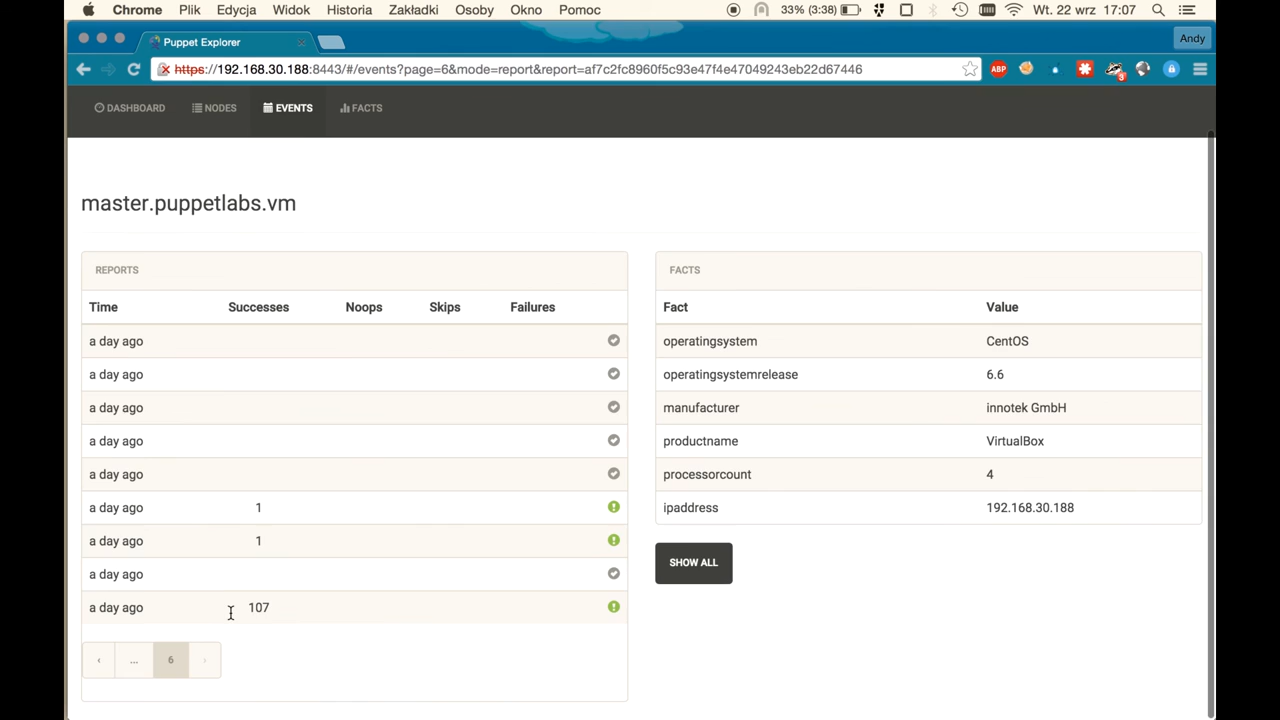 Chrome Plik Edycja Widok Historia Zakładki Osoby Okno Pomoc 33% (3:38) Wt. 22 wrz 17:07
Puppet Explorer Andy
https://192.168.30.188:8443/#/events?page=6&mode=report&report=af7c2fc8960f5c93e47f4e47049243eb22d67446 ABP 3
DASHBOARD NODES EVENTS FACTS
master.puppetlabs.vm
REPORTS
Time Successes Noops Skips Failures
a day ago
a day ago
a day ago
a day ago
a day ago
a day ago 1
a day ago 1
a day ago
a day ago 107
‹ ... 6 ›
FACTS
Fact Value
operatingsystem CentOS
operatingsystemrelease 6.6
manufacturer innotek GmbH
productname VirtualBox
processorcount 4
ipaddress 192.168.30.188
SHOW ALL